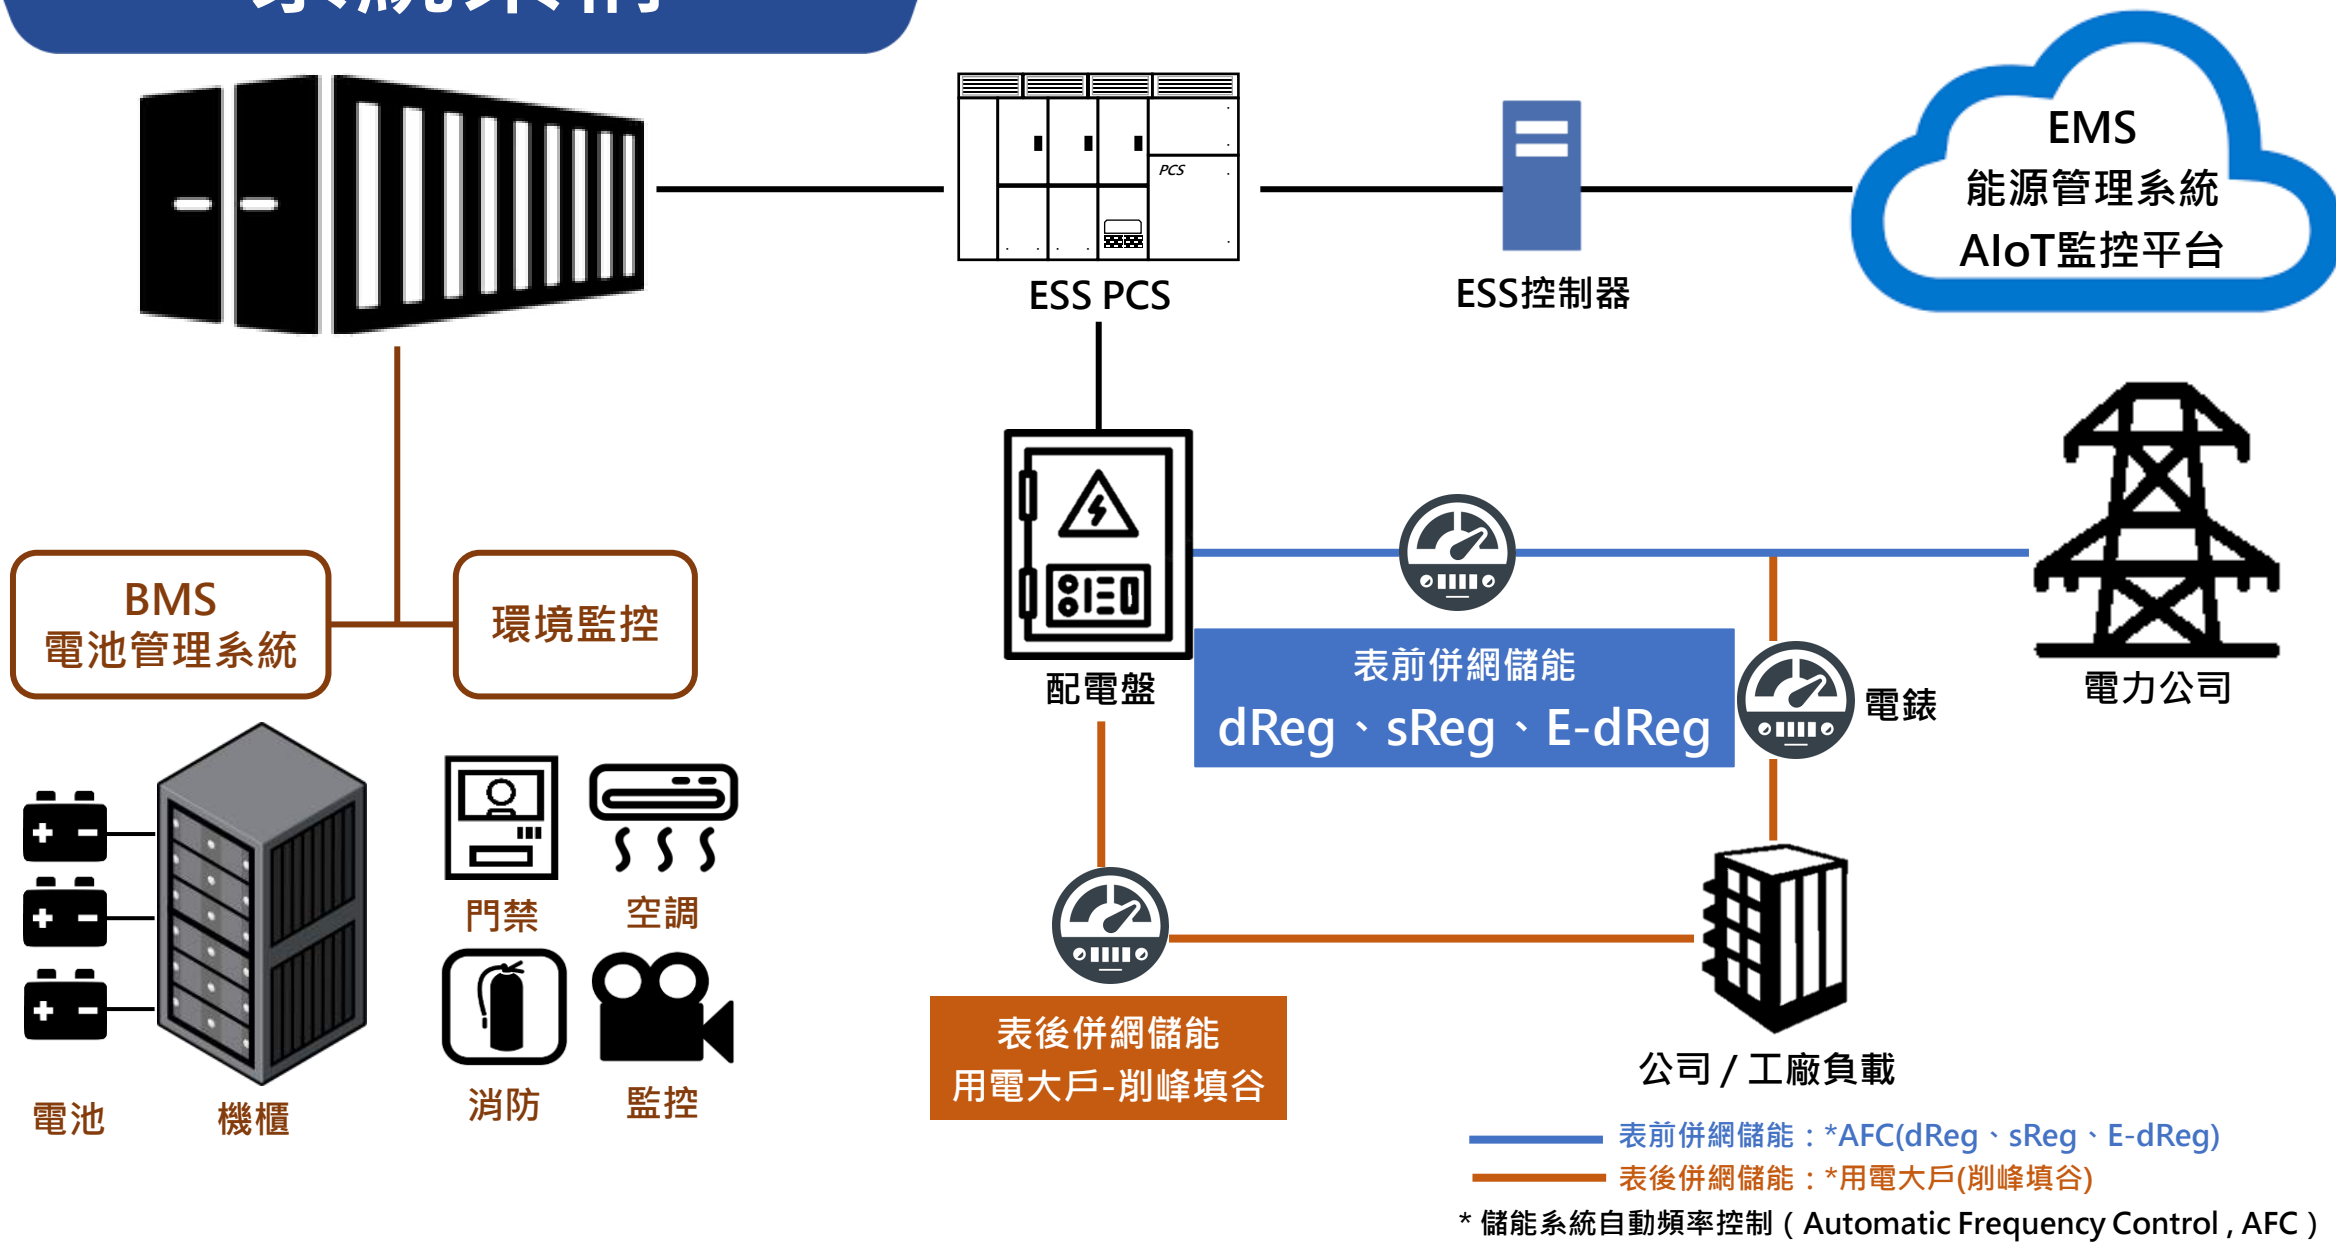 系統架構
PCS
EMS
能源管理系統
AIoT監控平台
ESS PCS
ESS控制器
BMS
電池管理系統
環境監控
配電盤
表前併網儲能
dReg、sReg、E-dReg
電錶
電力公司
門禁
空調
消防
監控
電池
機櫃
表後併網儲能
用電大戶-削峰填谷
公司 / 工廠負載
表前併網儲能：*AFC(dReg、sReg、E-dReg)
表後併網儲能：*用電大戶(削峰填谷)
* 儲能系統自動頻率控制（Automatic Frequency Control , AFC）